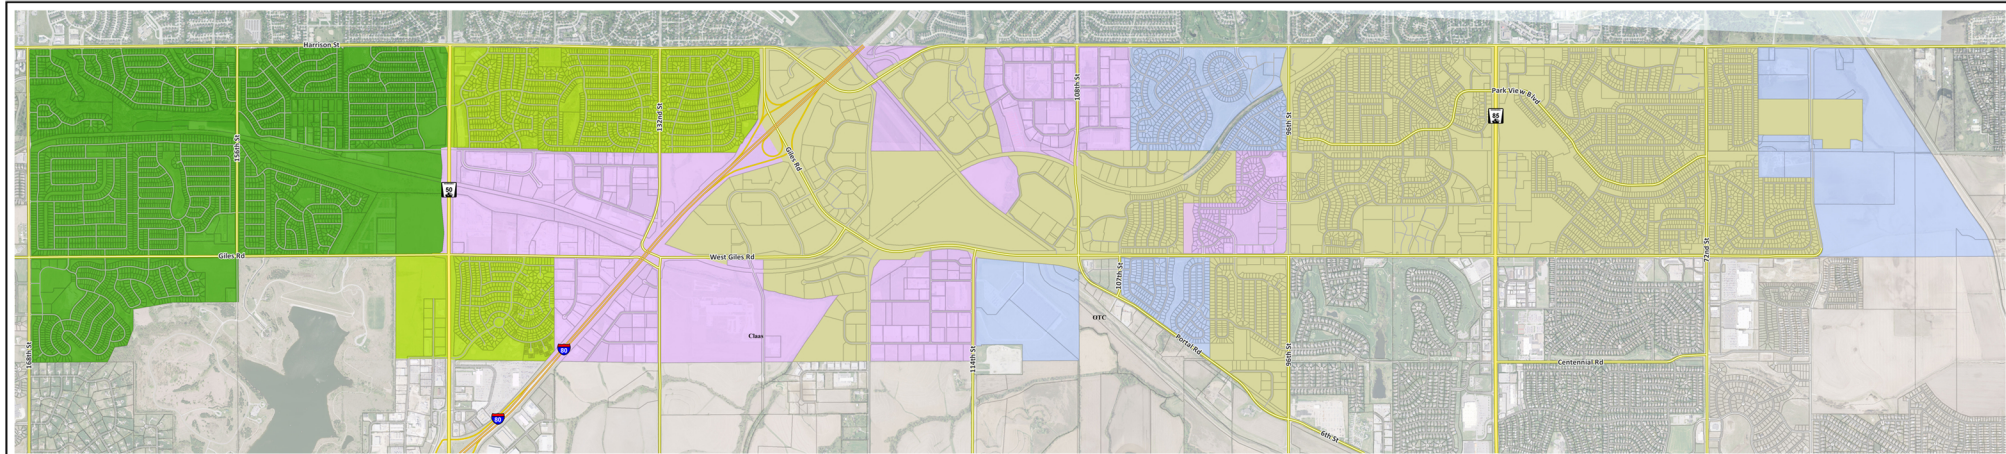 Harrison St
108th St
Park View Blvd
85
132nd St
96th St
156th St
Giles Rd
50
72nd St
Giles Rd
West Giles Rd
107th St
OTC
Claas
Portal Rd
80
168th St
114th St
96th St
Centennial Rd
80
6th St